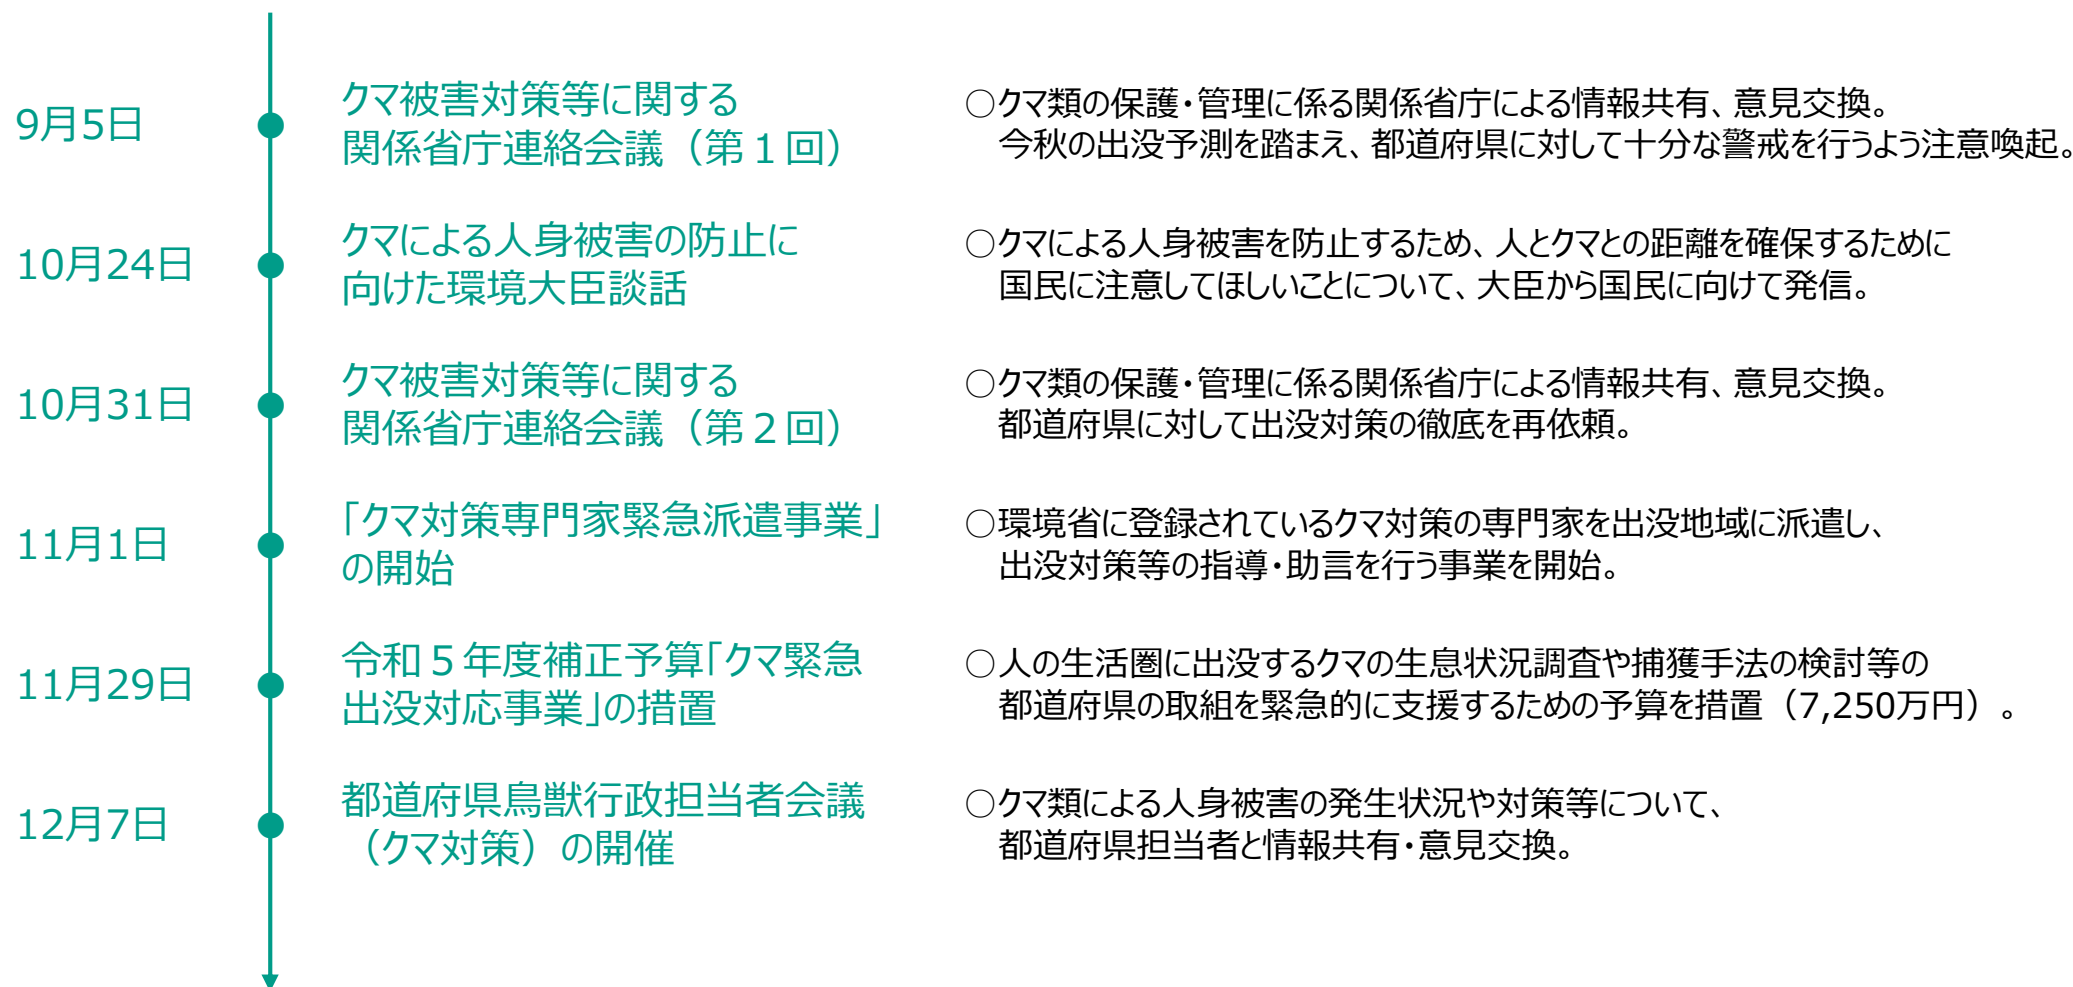 9月5日
クマ被害対策等に関する
関係省庁連絡会議（第１回）
○クマ類の保護・管理に係る関係省庁による情報共有、意見交換。
今秋の出没予測を踏まえ、都道府県に対して十分な警戒を行うよう注意喚起。
10月24日
クマによる人身被害の防止に
向けた環境大臣談話
○クマによる人身被害を防止するため、人とクマとの距離を確保するために
国民に注意してほしいことについて、大臣から国民に向けて発信。
10月31日
クマ被害対策等に関する
関係省庁連絡会議（第２回）
○クマ類の保護・管理に係る関係省庁による情報共有、意見交換。
都道府県に対して出没対策の徹底を再依頼。
11月1日
「クマ対策専門家緊急派遣事業」
の開始
○環境省に登録されているクマ対策の専門家を出没地域に派遣し、
出没対策等の指導・助言を行う事業を開始。
11月29日
令和５年度補正予算「クマ緊急
出没対応事業」の措置
○人の生活圏に出没するクマの生息状況調査や捕獲手法の検討等の
都道府県の取組を緊急的に支援するための予算を措置（7,250万円）。
12月7日
都道府県鳥獣行政担当者会議
（クマ対策）の開催
○クマ類による人身被害の発生状況や対策等について、
都道府県担当者と情報共有・意見交換。